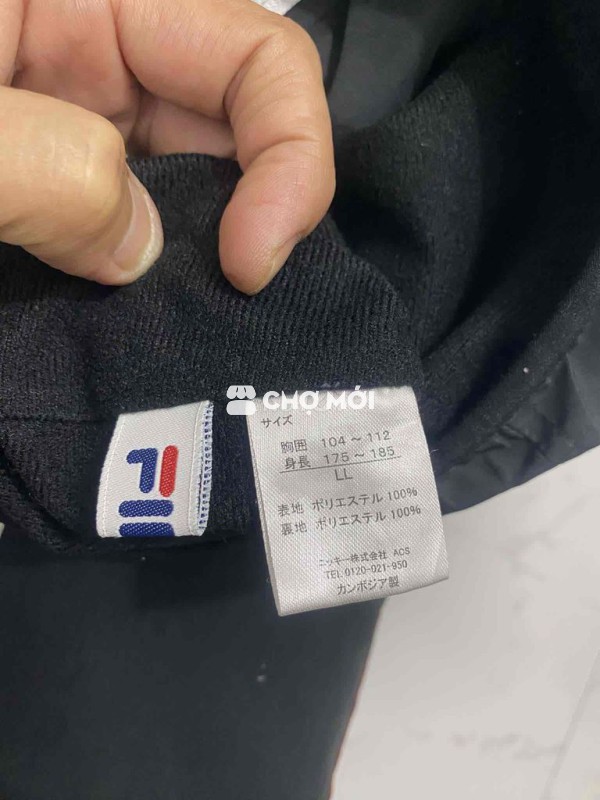 CHỢ MỚI
サイズ
胸囲 104～112
身長 175～185
LL
表地 ポリエステル 100%
裏地 ポリエステル 100%
ニッキー株式会社 ACS
TEL.0120-021-950
カンボジア製
FI